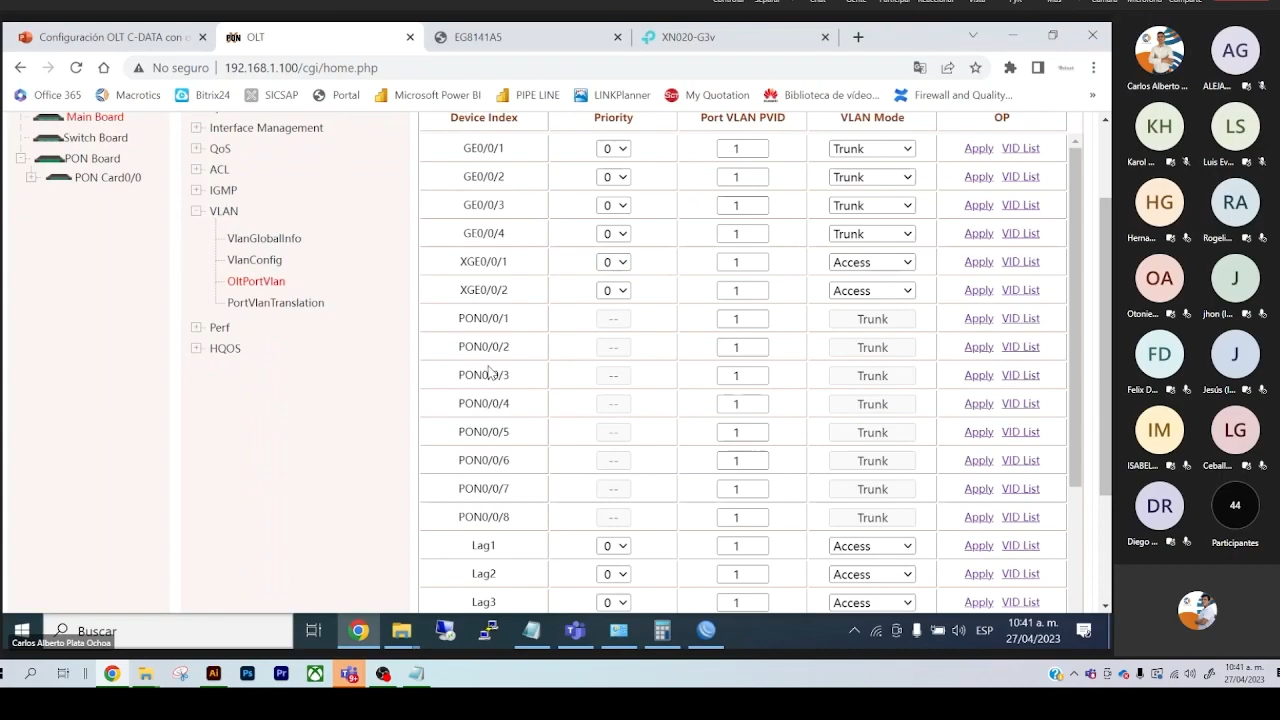 Configuración OLT C-DATA con e
PON OLT
EG8141A5
XN020-G3v
No seguro 192.168.1.100/cgi/home.php
Office 365 Macrotics Bitrix24 SICSAP Portal Microsoft Power BI PIPE LINE LINKPlanner My Quotation Biblioteca de vídeo... Firewall and Quality... »
Main Board
Switch Board
PON Board
PON Card0/0
Interface Management
QoS
ACL
IGMP
VLAN
VlanGlobalInfo
VlanConfig
OltPortVlan
PortVlanTranslation
Perf
HQOS
Device Index Priority Port VLAN PVID VLAN Mode OP
GE0/0/1 0 1 Trunk Apply VID List
GE0/0/2 0 1 Trunk Apply VID List
GE0/0/3 0 1 Trunk Apply VID List
GE0/0/4 0 1 Trunk Apply VID List
XGE0/0/1 0 1 Access Apply VID List
XGE0/0/2 0 1 Access Apply VID List
PON0/0/1 -- 1 Trunk Apply VID List
PON0/0/2 -- 1 Trunk Apply VID List
PON0/0/3 -- 1 Trunk Apply VID List
PON0/0/4 -- 1 Trunk Apply VID List
PON0/0/5 -- 1 Trunk Apply VID List
PON0/0/6 -- 1 Trunk Apply VID List
PON0/0/7 -- 1 Trunk Apply VID List
PON0/0/8 -- 1 Trunk Apply VID List
Lag1 0 1 Access Apply VID List
Lag2 0 1 Access Apply VID List
Lag3 0 1 Access Apply VID List
Buscar
Carlos Alberto Plata Ochoa
ESP
10:41 a. m.
27/04/2023
AG
Carlos Alberto ... ALEJA...
KH LS
Karol ... Luis Ev...
HG RA
Herna... Rogeli...
OA J
Otonie... jhon (I...
FD J
Felix D... Jesús (I...
IM LG
ISABEL... Ceball...
DR 44
Diego ... Participantes
Ai Ps Pr 9+
10:41 a. m.
27/04/2023